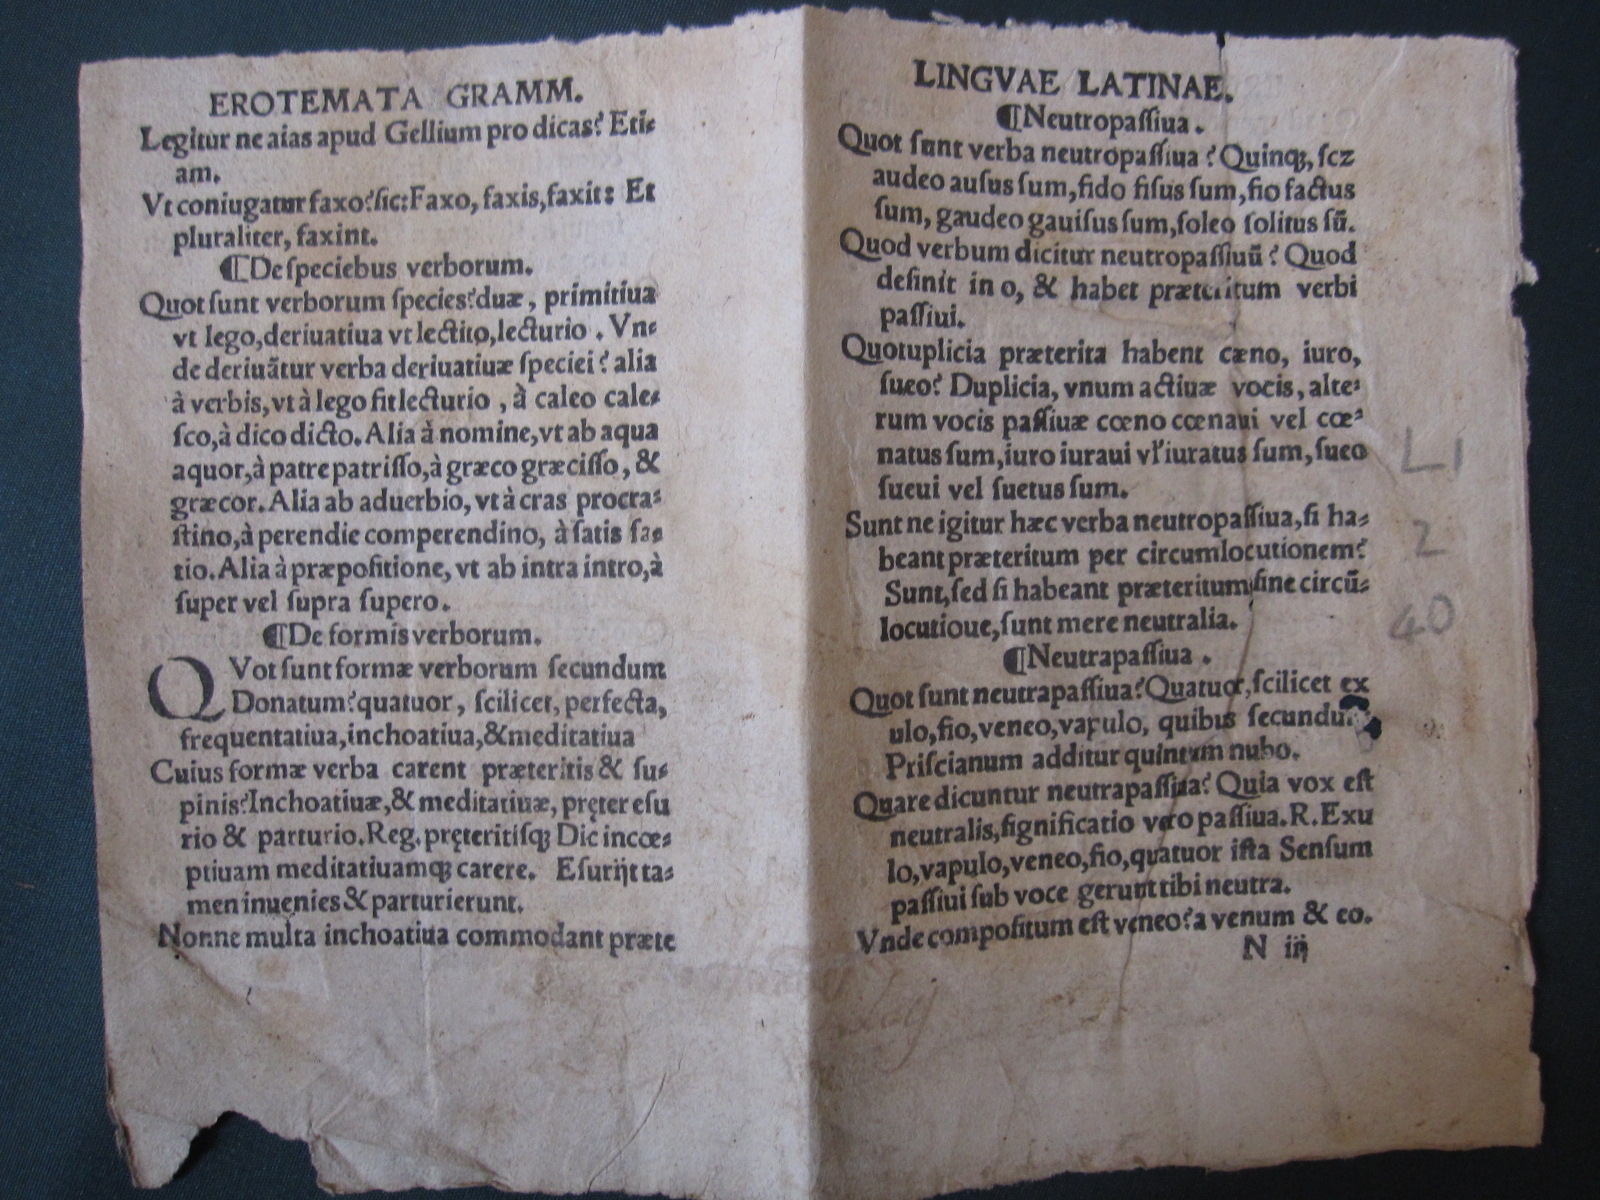 EROTEMATA GRAMM.
Legitur ne aias apud Gellium pro dicas? Eti-
am.
Vt coniugatur faxo? sic: Faxo, faxis, faxit: Et
pluraliter, faxint.
¶De speciebus verborum.
Quot sunt verborum species? duæ, primitiua
vt lego, deriuatiua vt lectito, lecturio. Vn-
de deriuãtur verba deriuatiuæ speciei? alia
à verbis, vt à lego fit lecturio, à caleo cale-
sco, à dico dicto. Alia à nomine, vt ab aqua
aquor, à patre patrisso, à græco græcisso, &
græcor. Alia ab aduerbio, vt à cras procra-
stino, à perendie comperendino, à satis sa-
tio. Alia à præpositione, vt ab intra intro, à
super vel supra supero.
¶De formis verborum.
QVot sunt formæ verborum secundum
Donatum? quatuor, scilicet, perfecta,
frequentatiua, inchoatiua, & meditatiua
Cuius formæ verba carent præteritis & su-
pinis? Inchoatiuæ, & meditatiuæ, pręter esu
rio & parturio. Reg. pręteritisq; Dic incœ-
ptiuam meditatiuamq; carere. Esurijt ta-
men inuenies & parturierunt.
Nonne multa inchoatiua commodant præte
LINGVAE LATINAE.
¶Neutropassiua.
Quot sunt verba neutropassiua? Quinq;, scz
audeo ausus sum, fido fisus sum, fio factus
sum, gaudeo gauisus sum, soleo solitus sũ.
Quod verbum dicitur neutropassiuũ? Quod
desinit in o, & habet præteritum verbi
passiui.
Quotuplicia præterita habent cæno, iuro,
sueo? Duplicia, vnum actiuæ vocis, alte-
rum vocis passiuæ cœno cœnaui vel cœ-
natus sum, iuro iuraui vl' iuratus sum, sueo
sueui vel suetus sum.
Sunt ne igitur hæc verba neutropassiua, si ha-
beant præteritum per circumlocutionem?
Sunt, sed si habeant præteritum sine circũ-
locutioue, sunt mere neutralia.
¶Neutrapassiua.
Quot sunt neutrapassiua? Quatuor, scilicet ex
ulo, fio, veneo, vapulo, quibus secundu
Priscianum additur quintum nubo.
Quare dicuntur neutrapassiua? Quia vox est
neutralis, significatio vero passiua. R. Exu
lo, vapulo, veneo, fio, quatuor ista Sensum
passiui sub voce gerunt tibi neutra.
Vnde compositum est veneo? a venum & eo.
N iij
L1
2
40